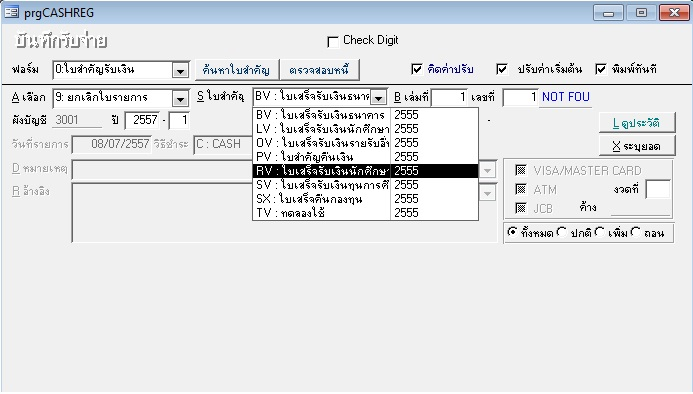 prgCASHREG
บันทึกรับจ่าย
Check Digit
ฟอร์ม 0:ใบสำคัญรับเงิน ค้นหาใบสำคัญ ตรวจสอบหนี้ คิดค่าปรับ ปรับค่าเริ่มต้น พิมพ์ทันที
A เลือก 9: ยกเลิกใบรายการ S ใบสำคัญ BV : ใบเสร็จรับเงินธนาค B เล่มที่ 1 เลขที่ 1 NOT FOU
ผังบัญชี 3001 ปี 2557 - 1 -
BV : ใบเสร็จรับเงินธนาคาร 2555
LV : ใบเสร็จรับเงินนักศึกษา 2555
OV : ใบเสร็จรับเงินรายรับอื่น 2555
PV : ใบสำคัญคืนเงิน 2555
RV : ใบเสร็จรับเงินนักศึกษา 2555
SV : ใบเสร็จรับเงินทุนการศึ 2555
SX : ใบเสร็จคืนกองทุน 2555
TV : ทดลองใช้ 2555
L ดูประวัติ
X ระบุยอด
วันที่รายการ 08/07/2557 วิธีชำระ C : CASH
D หมายเหตุ
R อ้างอิง
VISA/MASTER CARD
ATM งวดที่
JCB ค้าง
ทั้งหมด ปกติ เพิ่ม ถอน